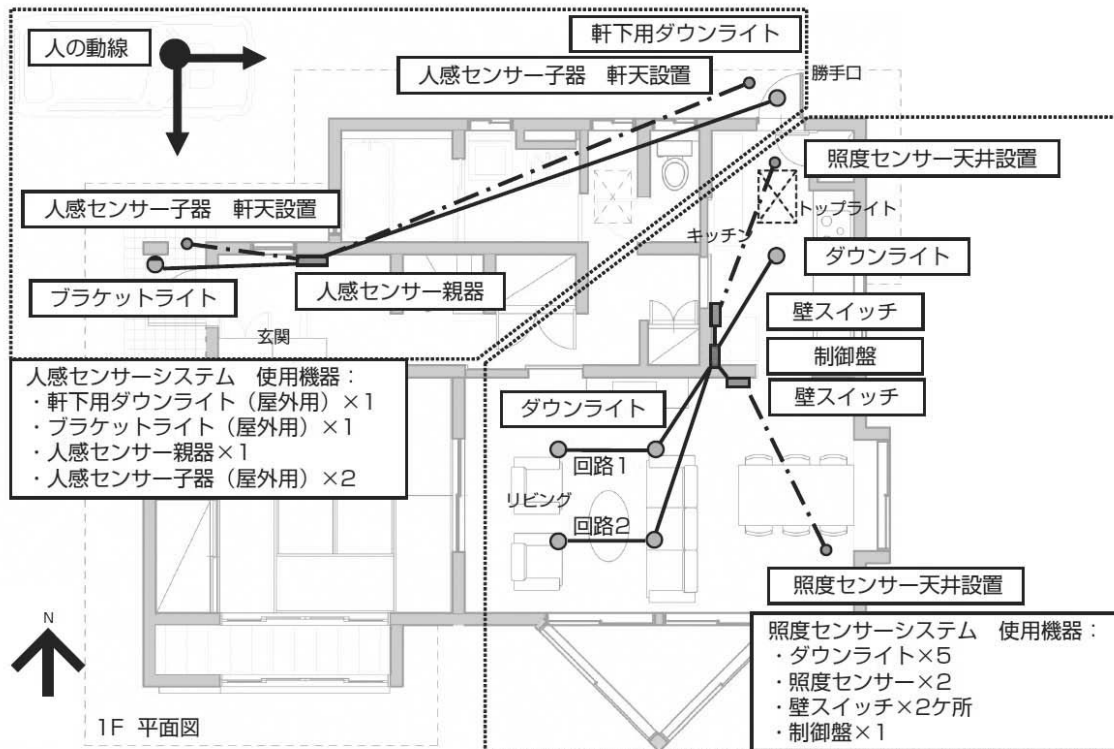 人の動線
軒下用ダウンライト
人感センサー子器　軒天設置
勝手口
照度センサー天井設置
人感センサー子器　軒天設置
トップライト
キッチン
ダウンライト
ブラケットライト
人感センサー親器
壁スイッチ
玄関
制御盤
壁スイッチ
人感センサーシステム　使用機器：
・軒下用ダウンライト（屋外用）×1
・ブラケットライト（屋外用）×1
・人感センサー親器×1
・人感センサー子器（屋外用）×2
ダウンライト
回路1
リビング
回路2
照度センサー天井設置
N
照度センサーシステム　使用機器：
・ダウンライト×5
・照度センサー×2
・壁スイッチ×2ケ所
・制御盤×1
1F 平面図